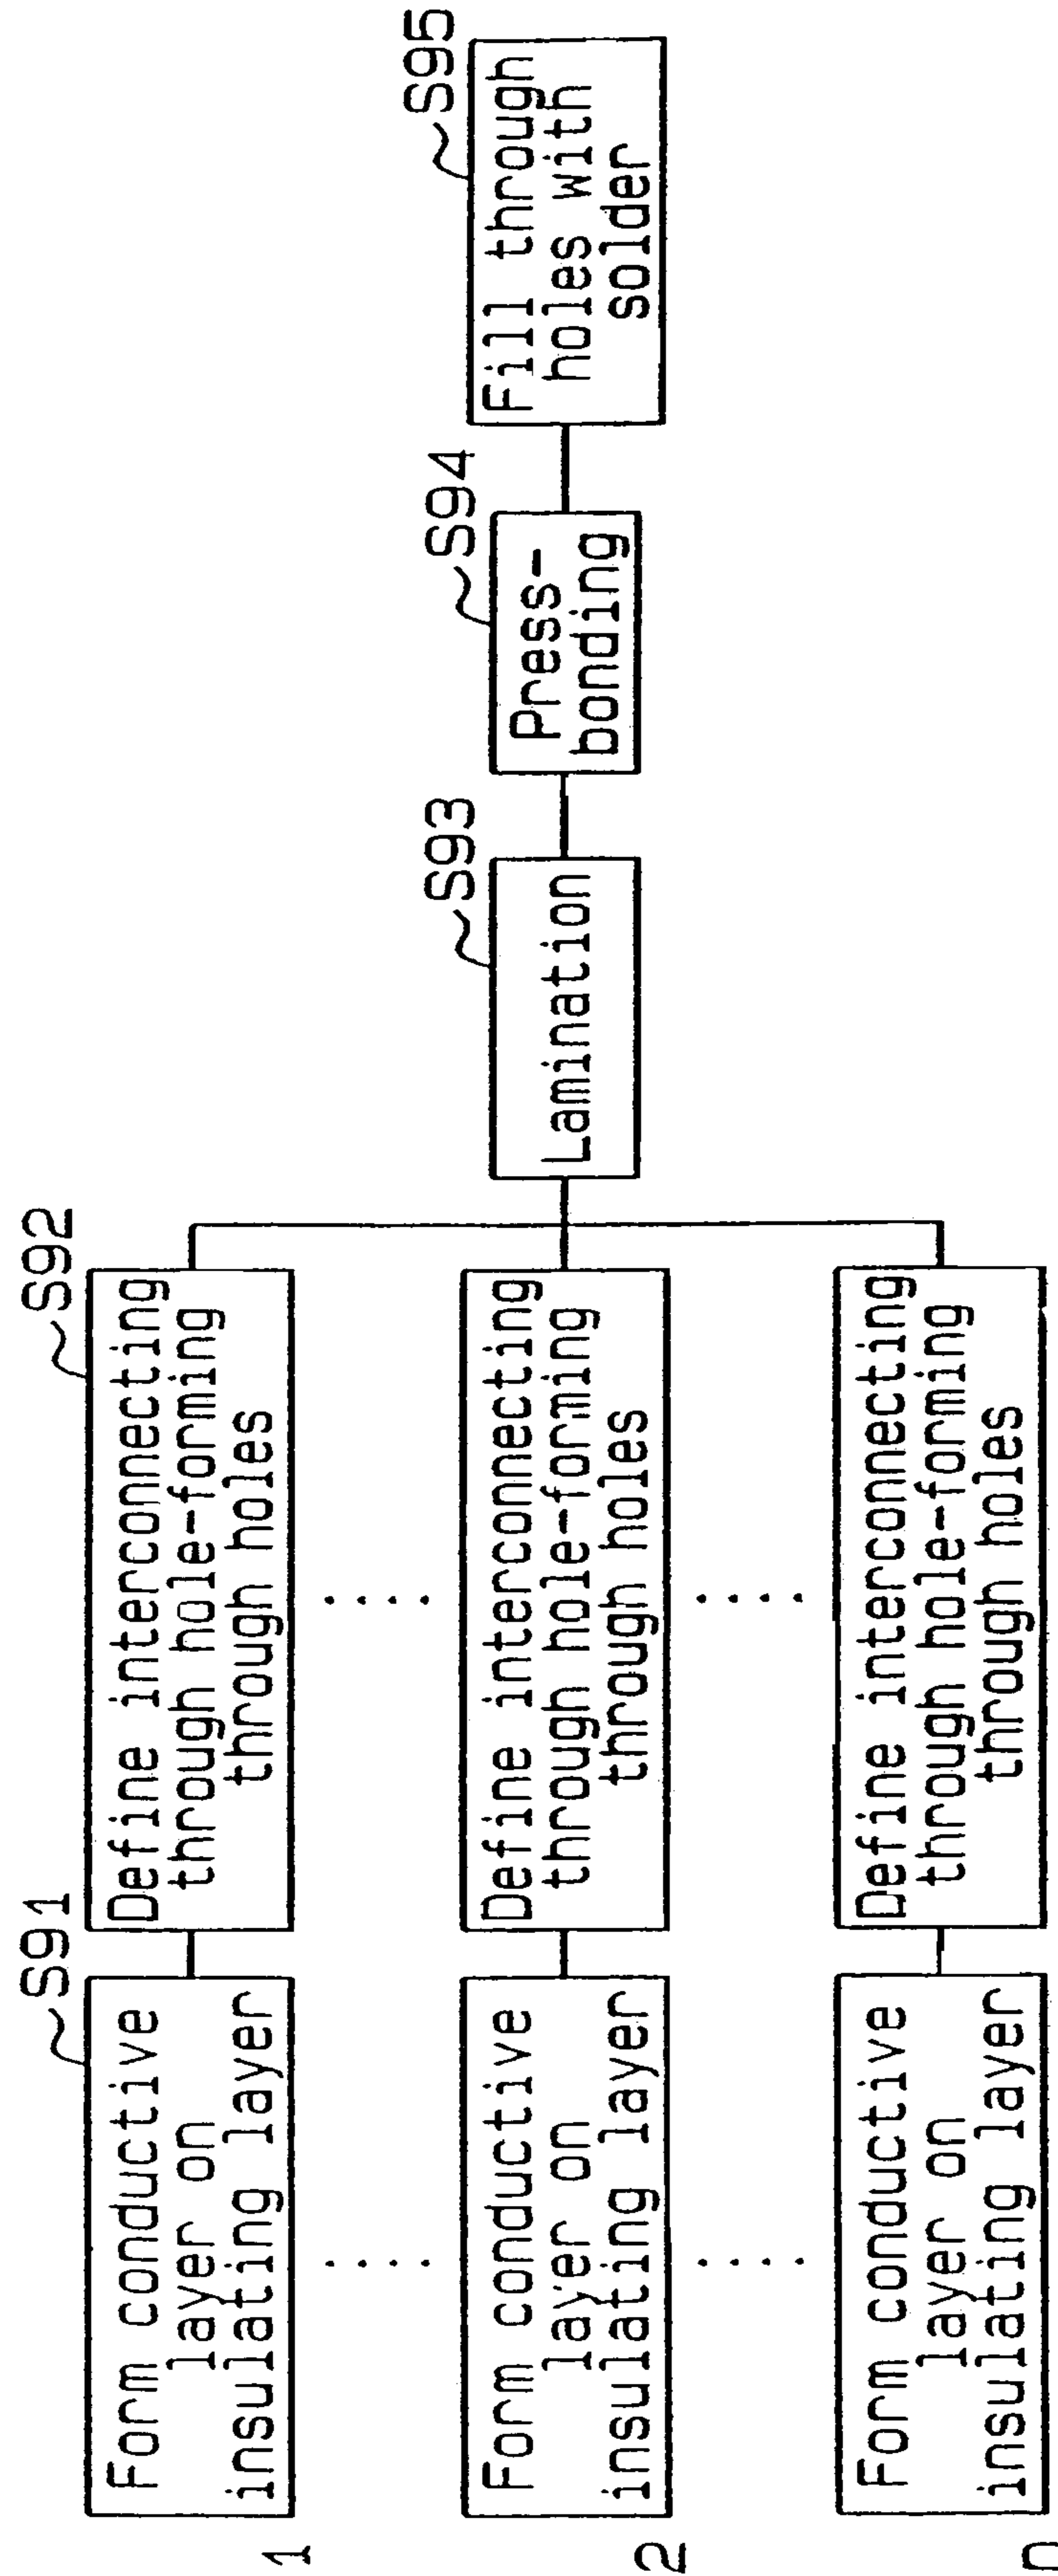 S91
Form conductive
layer on
insulating layer
1
S92
Define interconnecting
through hole-forming
through holes
Form conductive
layer on
insulating layer
2
Define interconnecting
through hole-forming
through holes
Form conductive
layer on
insulating layer
n
Define interconnecting
through hole-forming
through holes
S93
Lamination
S94
Press-
bonding
S95
Fill through
holes with
solder